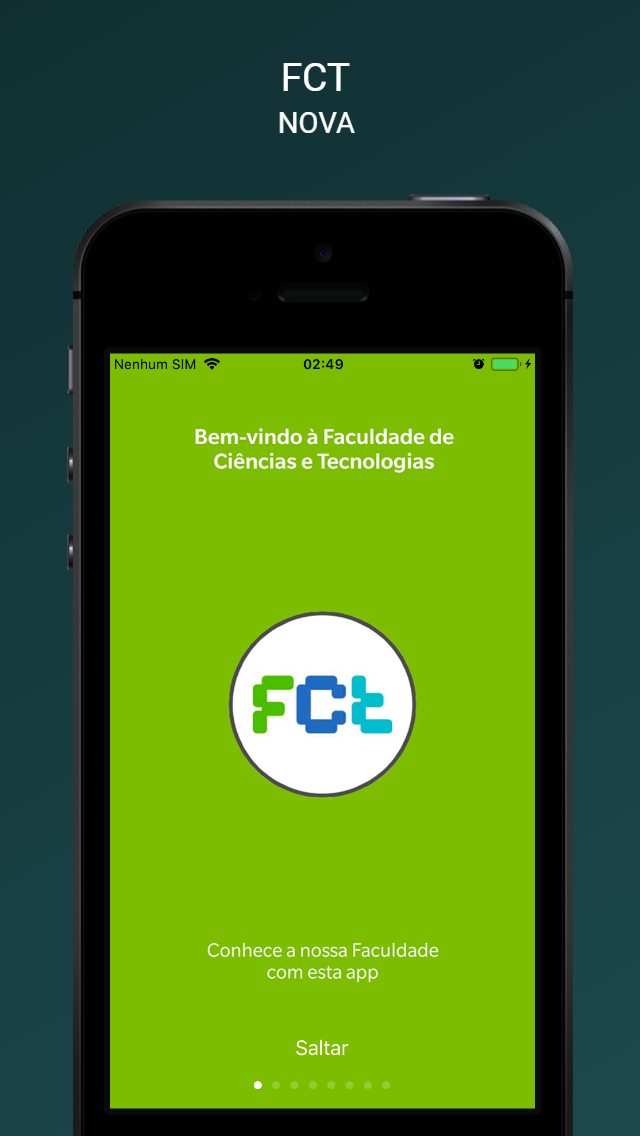 FCT
NOVA
Nenhum SIM
02:49
Bem-vindo à Faculdade de
Ciências e Tecnologias
FCt
Conhece a nossa Faculdade
com esta app
Saltar